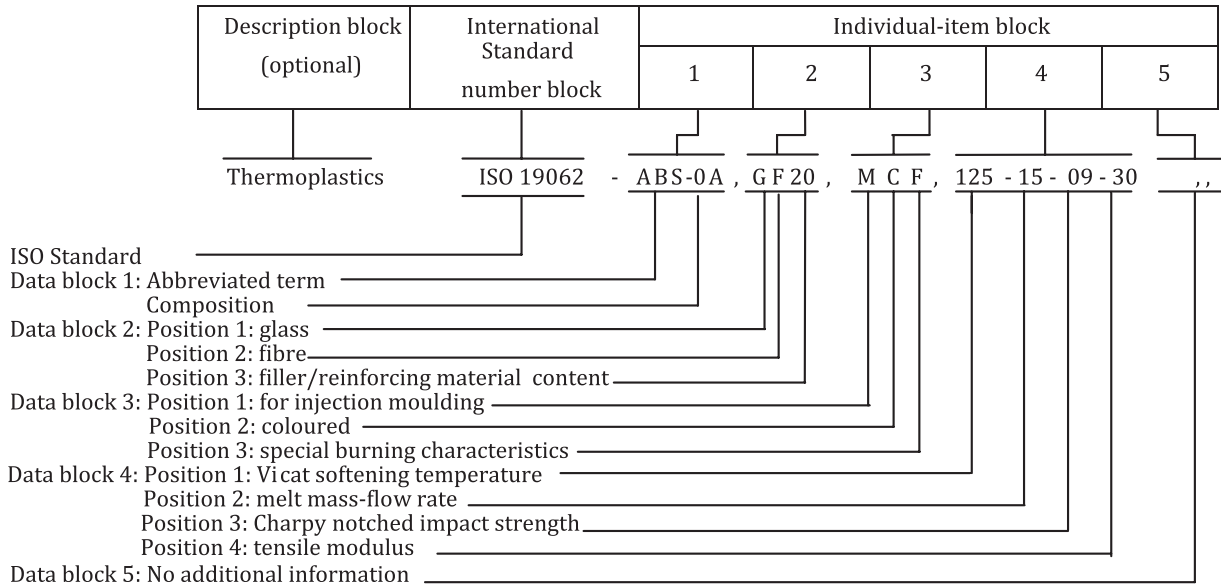 Description block
(optional)
International
Standard
number block
Individual-item block
1 2 3 4 5
Thermoplastics ISO 19062 - ABS-0A , G F 20 , M C F, 125 - 15 - 09 - 30 , ,
ISO Standard
Data block 1: Abbreviated term
Composition
Data block 2: Position 1: glass
Position 2: fibre
Position 3: filler/reinforcing material content
Data block 3: Position 1: for injection moulding
Position 2: coloured
Position 3: special burning characteristics
Data block 4: Position 1: Vicat softening temperature
Position 2: melt mass-flow rate
Position 3: Charpy notched impact strength
Position 4: tensile modulus
Data block 5: No additional information